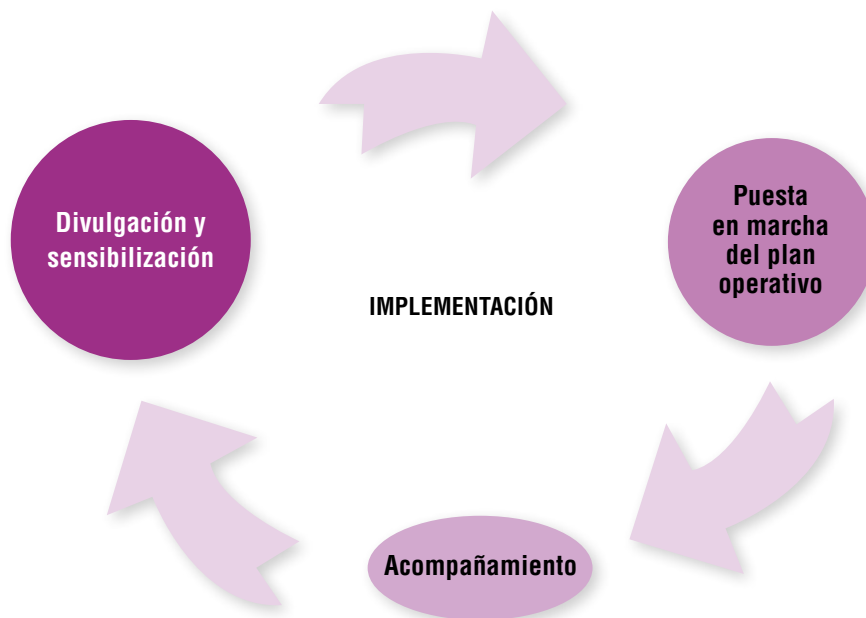 Divulgación y
sensibilización
Puesta
en marcha
del plan
operativo
IMPLEMENTACIÓN
Acompañamiento